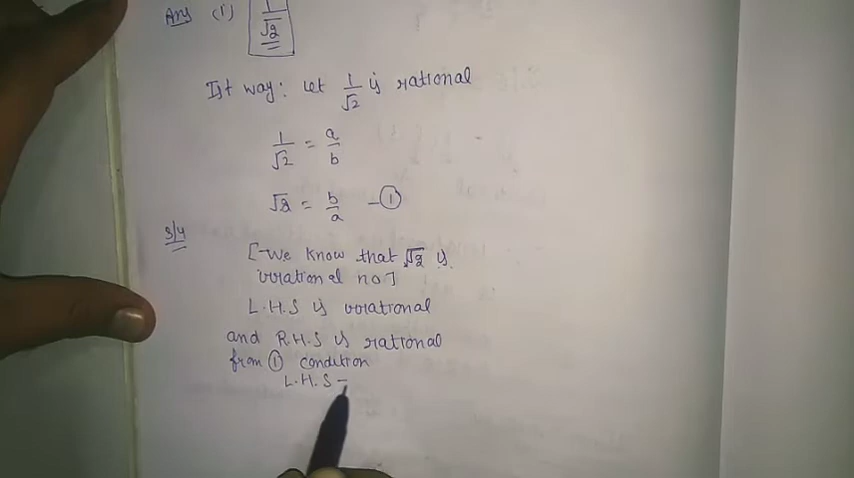 Ans (i) 1/√2
Ist way: Let 1/√2 is rational
1/√2 = a/b
√2 = b/a - ①
S/4
[We know that √2 is
irrational no]
L.H.S is irrational
and R.H.S is rational
from ① condition
L.H.S -